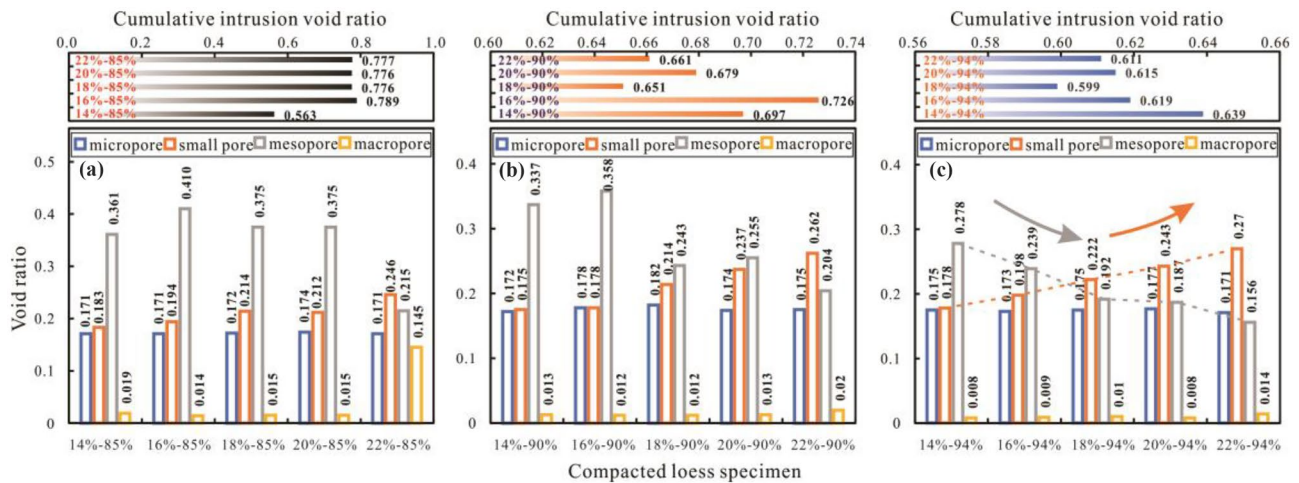 Cumulative intrusion void ratio
0.0 0.2 0.4 0.6 0.8 1.0
22%-85% 0.777
20%-85% 0.776
18%-85% 0.776
16%-85% 0.789
14%-85% 0.563
micropore small pore mesopore macropore
(a)
Void ratio
0.5
0.4
0.3
0.2
0.1
0
0.171 0.183 0.361 0.019
0.171 0.194 0.410 0.014
0.172 0.214 0.375 0.015
0.174 0.212 0.375 0.015
0.171 0.246 0.215 0.145
14%-85% 16%-85% 18%-85% 20%-85% 22%-85%
Cumulative intrusion void ratio
0.60 0.62 0.64 0.66 0.68 0.70 0.72 0.74
22%-90% 0.661
20%-90% 0.679
18%-90% 0.651
16%-90% 0.726
14%-90% 0.697
micropore small pore mesopore macropore
(b)
0.4
0.3
0.2
0.1
0
0.172 0.175 0.337 0.013
0.178 0.178 0.358 0.012
0.182 0.214 0.243 0.012
0.174 0.237 0.255 0.013
0.175 0.262 0.204 0.02
14%-90% 16%-90% 18%-90% 20%-90% 22%-90%
Compacted loess specimen
Cumulative intrusion void ratio
0.56 0.58 0.60 0.62 0.64 0.66
22%-94% 0.611
20%-94% 0.615
18%-94% 0.599
16%-94% 0.619
14%-94% 0.639
micropore small pore mesopore macropore
(c)
0.4
0.3
0.2
0.1
0
0.175 0.178 0.278 0.008
0.173 0.198 0.239 0.009
0.175 0.222 0.192 0.01
0.177 0.243 0.187 0.008
0.171 0.27 0.156 0.014
14%-94% 16%-94% 18%-94% 20%-94% 22%-94%